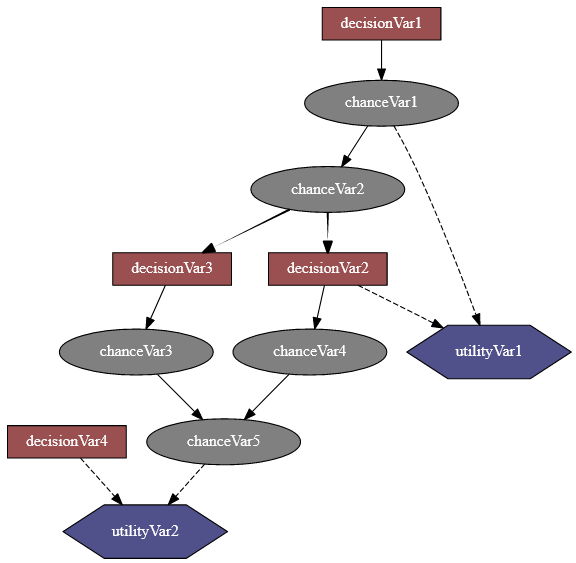 decisionVar1
chanceVar1
chanceVar2
decisionVar3
decisionVar2
chanceVar3
chanceVar4
utilityVar1
decisionVar4
chanceVar5
utilityVar2